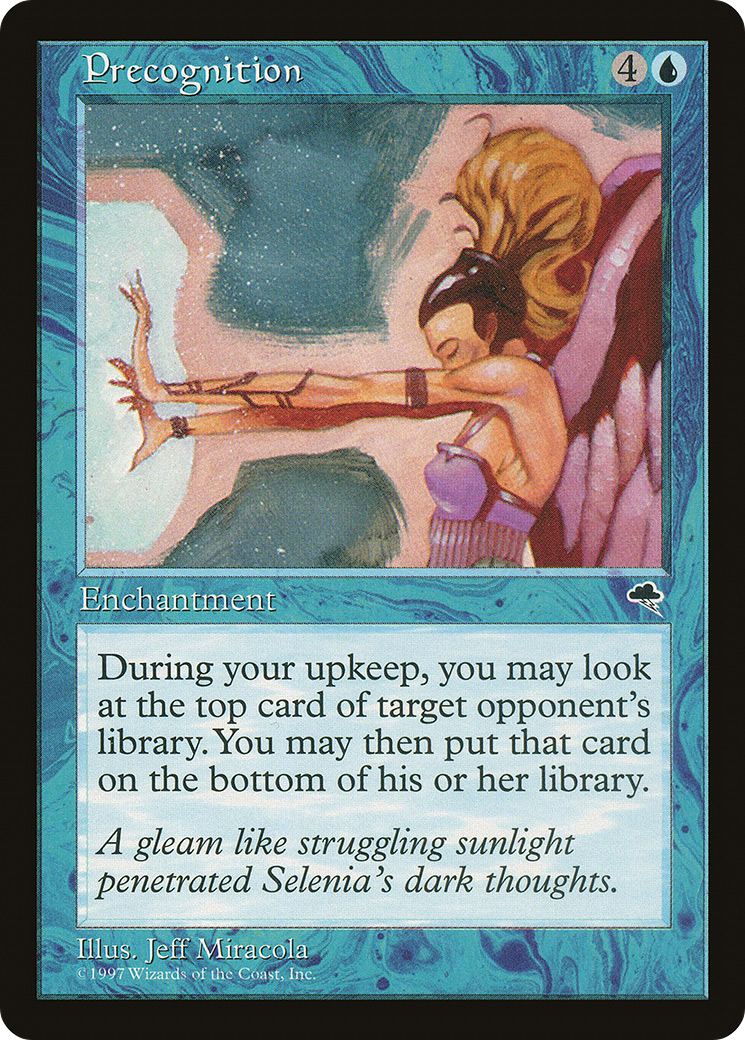 Precognition 4
Enchantment
During your upkeep, you may look
at the top card of target opponent's
library. You may then put that card
on the bottom of his or her library.
A gleam like struggling sunlight
penetrated Selenia's dark thoughts.
Illus. Jeff Miracola
©1997 Wizards of the Coast, Inc.